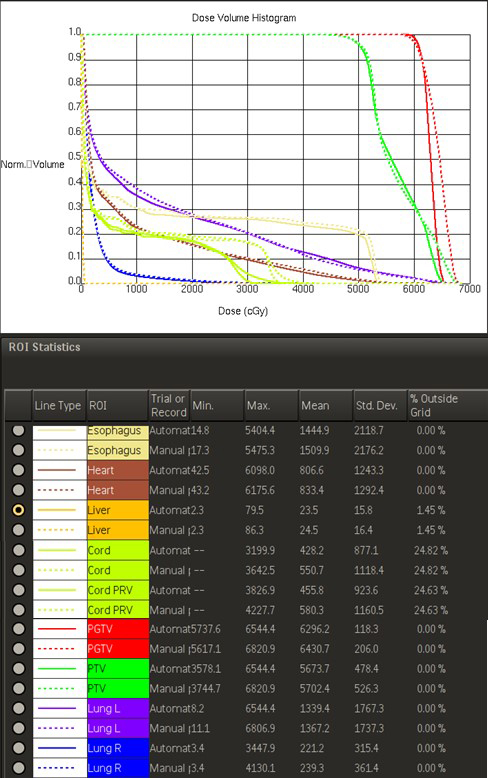 Dose Volume Histogram
1.0
0.9
0.8
0.7
0.6
0.5
Norm. Volume
0.4
0.3
0.2
0.1
0.0
0 1000 2000 3000 4000 5000 6000 7000
Dose (cGy)
ROI Statistics
Line Type ROI Trial or Record Min. Max. Mean Std. Dev. % Outside Grid
Esophagus Automat 14.8 5404.4 1444.9 2118.7 0.00 %
Esophagus Manual 17.3 5475.3 1509.9 2176.2 0.00 %
Heart Automat 42.5 6098.0 806.6 1243.3 0.00 %
Heart Manual 43.2 6175.6 833.4 1292.4 0.00 %
Liver Automat 2.3 79.5 23.5 15.8 1.45 %
Liver Manual 2.3 86.3 24.5 16.4 1.45 %
Cord Automat -- 3199.9 428.2 877.1 24.82 %
Cord Manual -- 3642.5 550.7 1118.4 24.82 %
Cord PRV Automat -- 3826.9 455.8 923.6 24.63 %
Cord PRV Manual -- 4227.7 580.3 1160.5 24.63 %
PGTV Automat 5737.6 6544.4 6296.2 118.3 0.00 %
PGTV Manual 5617.1 6820.9 6430.7 206.0 0.00 %
PTV Automat 3578.1 6544.4 5673.7 478.4 0.00 %
PTV Manual 3744.7 6820.9 5702.4 526.3 0.00 %
Lung L Automat 8.2 6544.4 1339.4 1767.3 0.00 %
Lung L Manual 11.1 6806.9 1367.2 1737.3 0.00 %
Lung R Automat 3.4 3447.9 221.2 315.4 0.00 %
Lung R Manual 3.4 4130.1 239.3 361.4 0.00 %